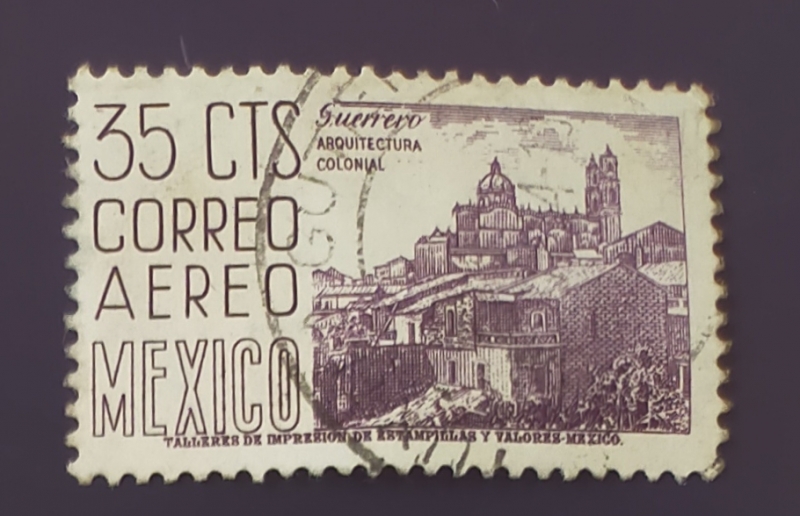 35 CTS
CORREO
AEREO
MEXICO
Guerrero
ARQUITECTURA
COLONIAL
TALLERES DE IMPRESION DE ESTAMPILLAS Y VALORES-MEXICO.